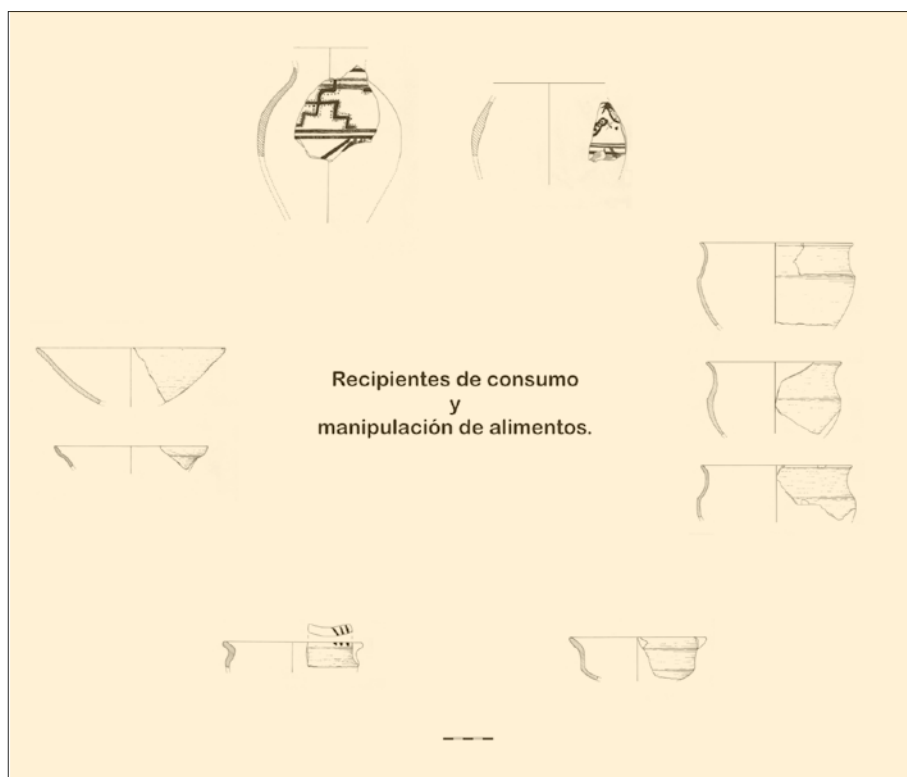 Recipientes de consumo
y
manipulación de alimentos.